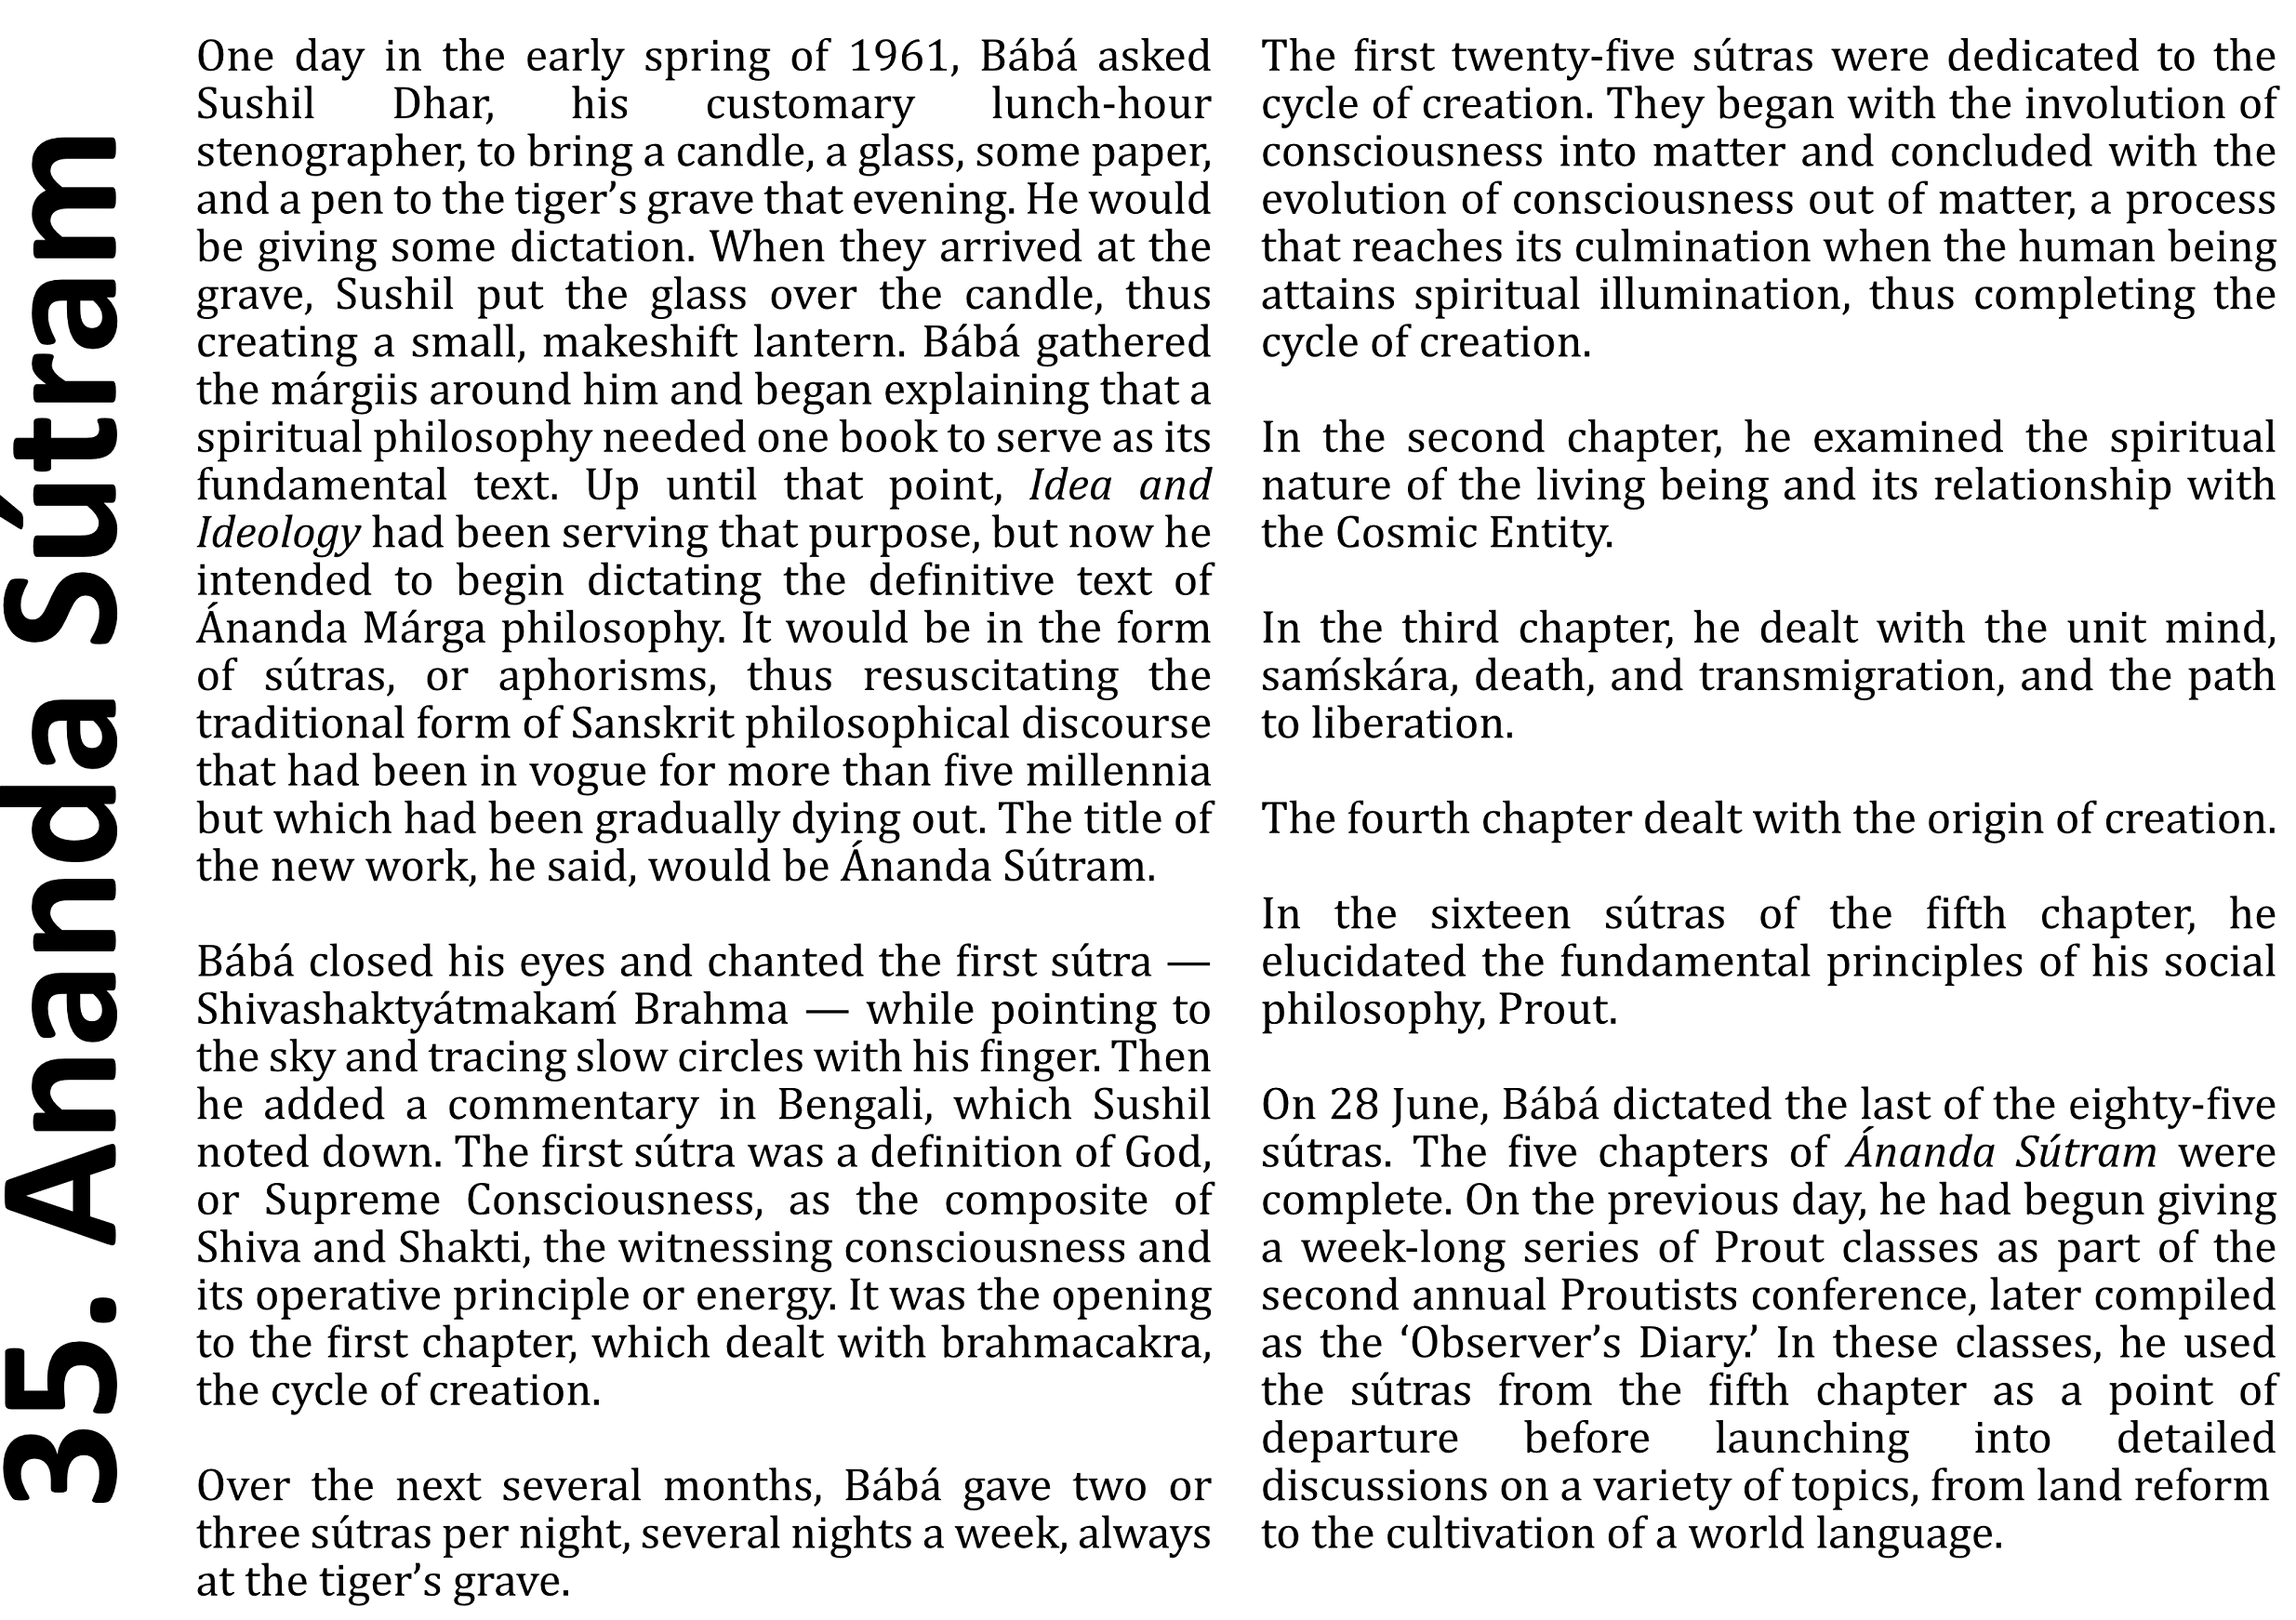 35. Ánanda Sútram
One day in the early spring of 1961, Bábá asked
Sushil Dhar, his customary lunch-hour
stenographer, to bring a candle, a glass, some paper,
and a pen to the tiger’s grave that evening. He would
be giving some dictation. When they arrived at the
grave, Sushil put the glass over the candle, thus
creating a small, makeshift lantern. Bábá gathered
the márgiis around him and began explaining that a
spiritual philosophy needed one book to serve as its
fundamental text. Up until that point, Idea and
Ideology had been serving that purpose, but now he
intended to begin dictating the definitive text of
Ánanda Márga philosophy. It would be in the form
of sútras, or aphorisms, thus resuscitating the
traditional form of Sanskrit philosophical discourse
that had been in vogue for more than five millennia
but which had been gradually dying out. The title of
the new work, he said, would be Ánanda Sútram.
Bábá closed his eyes and chanted the first sútra —
Shivashaktyátmakaḿ Brahma — while pointing to
the sky and tracing slow circles with his finger. Then
he added a commentary in Bengali, which Sushil
noted down. The first sútra was a definition of God,
or Supreme Consciousness, as the composite of
Shiva and Shakti, the witnessing consciousness and
its operative principle or energy. It was the opening
to the first chapter, which dealt with brahmacakra,
the cycle of creation.
Over the next several months, Bábá gave two or
three sútras per night, several nights a week, always
at the tiger’s grave.
The first twenty-five sútras were dedicated to the
cycle of creation. They began with the involution of
consciousness into matter and concluded with the
evolution of consciousness out of matter, a process
that reaches its culmination when the human being
attains spiritual illumination, thus completing the
cycle of creation.
In the second chapter, he examined the spiritual
nature of the living being and its relationship with
the Cosmic Entity.
In the third chapter, he dealt with the unit mind,
saḿskára, death, and transmigration, and the path
to liberation.
The fourth chapter dealt with the origin of creation.
In the sixteen sútras of the fifth chapter, he
elucidated the fundamental principles of his social
philosophy, Prout.
On 28 June, Bábá dictated the last of the eighty-five
sútras. The five chapters of Ánanda Sútram were
complete. On the previous day, he had begun giving
a week-long series of Prout classes as part of the
second annual Proutists conference, later compiled
as the ‘Observer’s Diary.’ In these classes, he used
the sútras from the fifth chapter as a point of
departure before launching into detailed
discussions on a variety of topics, from land reform
to the cultivation of a world language.